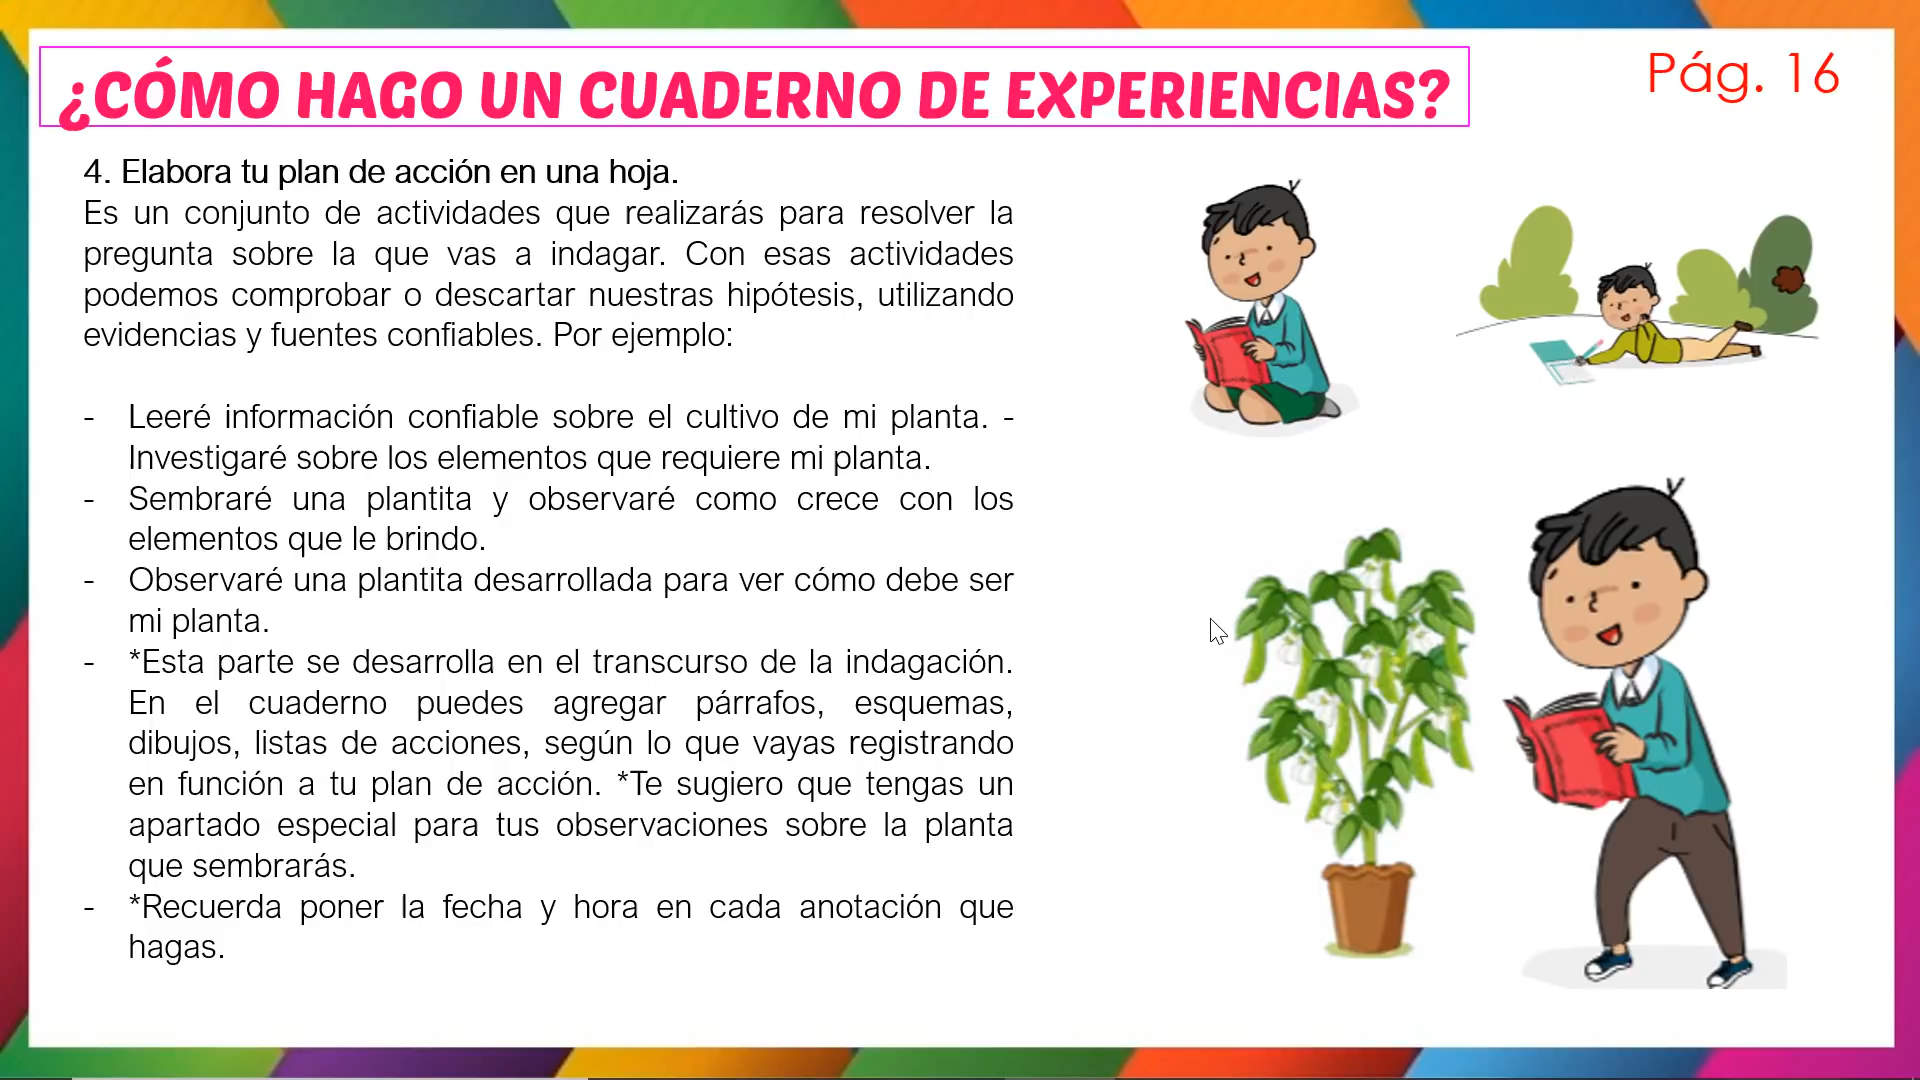 ¿CÓMO HAGO UN CUADERNO DE EXPERIENCIAS?
Pág. 16
4. Elabora tu plan de acción en una hoja.
Es un conjunto de actividades que realizarás para resolver la
pregunta sobre la que vas a indagar. Con esas actividades
podemos comprobar o descartar nuestras hipótesis, utilizando
evidencias y fuentes confiables. Por ejemplo:
- Leeré información confiable sobre el cultivo de mi planta. -
Investigaré sobre los elementos que requiere mi planta.
- Sembraré una plantita y observaré como crece con los
elementos que le brindo.
- Observaré una plantita desarrollada para ver cómo debe ser
mi planta.
- *Esta parte se desarrolla en el transcurso de la indagación.
En el cuaderno puedes agregar párrafos, esquemas,
dibujos, listas de acciones, según lo que vayas registrando
en función a tu plan de acción. *Te sugiero que tengas un
apartado especial para tus observaciones sobre la planta
que sembrarás.
- *Recuerda poner la fecha y hora en cada anotación que
hagas.